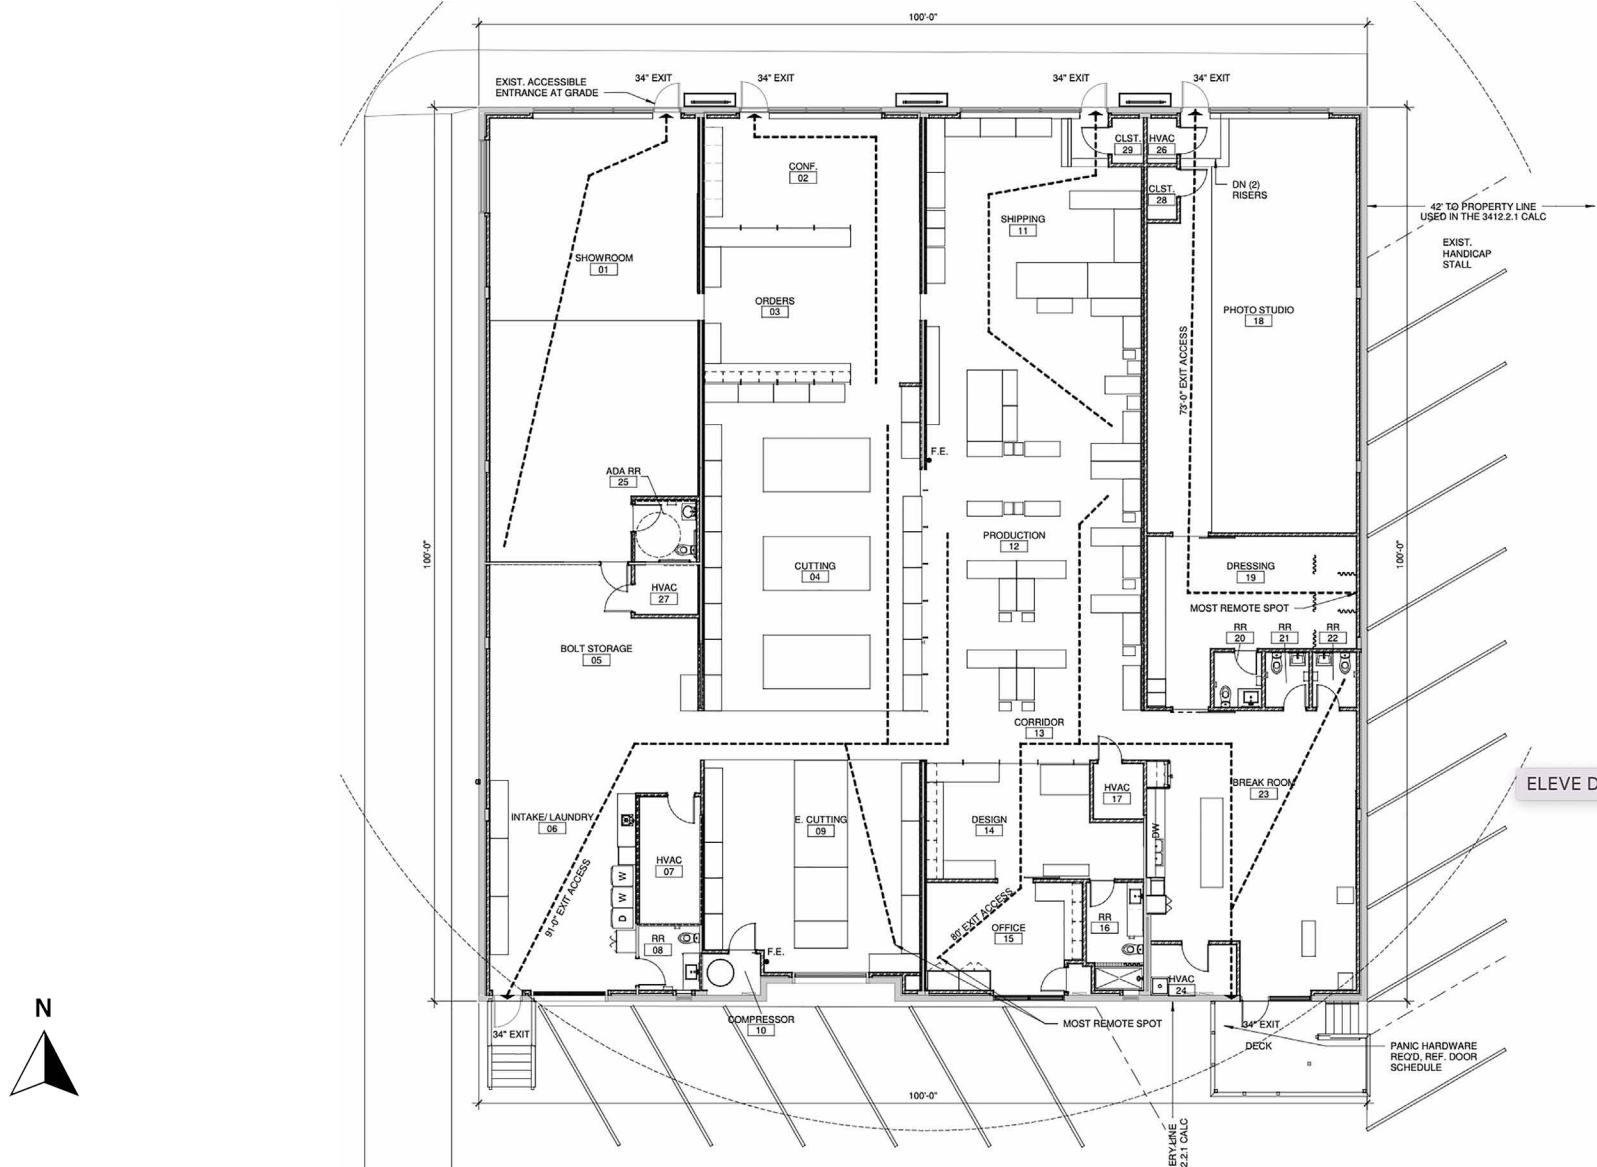 100'-0"
34" EXIT
34" EXIT
34" EXIT
34" EXIT
EXIST. ACCESSIBLE
ENTRANCE AT GRADE
CLST.
29
HVAC
26
CONF.
02
CLST.
28
DN (2)
RISERS
42' TO PROPERTY LINE
USED IN THE 3412.2.1 CALC
SHIPPING
11
EXIST.
HANDICAP
STALL
SHOWROOM
01
ORDERS
03
PHOTO STUDIO
18
73'-0" EXIT ACCESS
F.E.
ADA RR
25
100'-0"
PRODUCTION
12
100'-0"
CUTTING
04
DRESSING
19
HVAC
27
MOST REMOTE SPOT
RR
20
RR
21
RR
22
BOLT STORAGE
05
CORRIDOR
13
BREAK ROOM
23
ELEVE D
HVAC
17
INTAKE/ LAUNDRY
06
E. CUTTING
09
DESIGN
14
DW
HVAC
07
W
W
D
91'-0" EXIT ACCESS
80' EXIT ACCESS
OFFICE
15
RR
16
RR
08
F.E.
HVAC
24
N
COMPRESSOR
10
MOST REMOTE SPOT
34" EXIT
34" EXIT
DECK
PANIC HARDWARE
REQ'D, REF. DOOR
SCHEDULE
100'-0"
ERY LINE
2.2.1 CALC